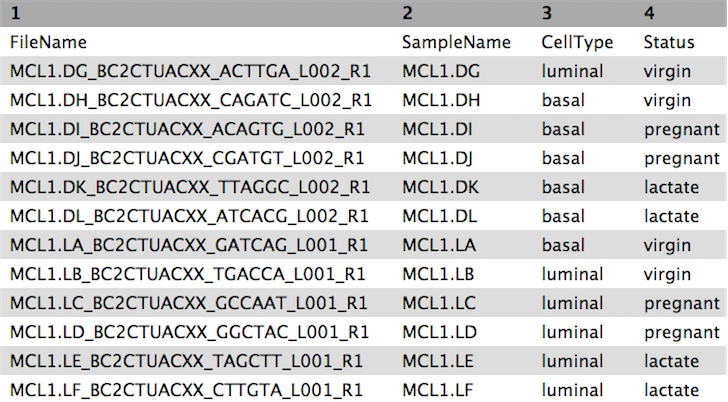 1 2 3 4
FileName SampleName CellType Status
MCL1.DG_BC2CTUACXX_ACTTGA_L002_R1 MCL1.DG luminal virgin
MCL1.DH_BC2CTUACXX_CAGATC_L002_R1 MCL1.DH basal virgin
MCL1.DI_BC2CTUACXX_ACAGTG_L002_R1 MCL1.DI basal pregnant
MCL1.DJ_BC2CTUACXX_CGATGT_L002_R1 MCL1.DJ basal pregnant
MCL1.DK_BC2CTUACXX_TTAGGC_L002_R1 MCL1.DK basal lactate
MCL1.DL_BC2CTUACXX_ATCACG_L002_R1 MCL1.DL basal lactate
MCL1.LA_BC2CTUACXX_GATCAG_L001_R1 MCL1.LA basal virgin
MCL1.LB_BC2CTUACXX_TGACCA_L001_R1 MCL1.LB luminal virgin
MCL1.LC_BC2CTUACXX_GCCAAT_L001_R1 MCL1.LC luminal pregnant
MCL1.LD_BC2CTUACXX_GGCTAC_L001_R1 MCL1.LD luminal pregnant
MCL1.LE_BC2CTUACXX_TAGCTT_L001_R1 MCL1.LE luminal lactate
MCL1.LF_BC2CTUACXX_CTTGTA_L001_R1 MCL1.LF luminal lactate